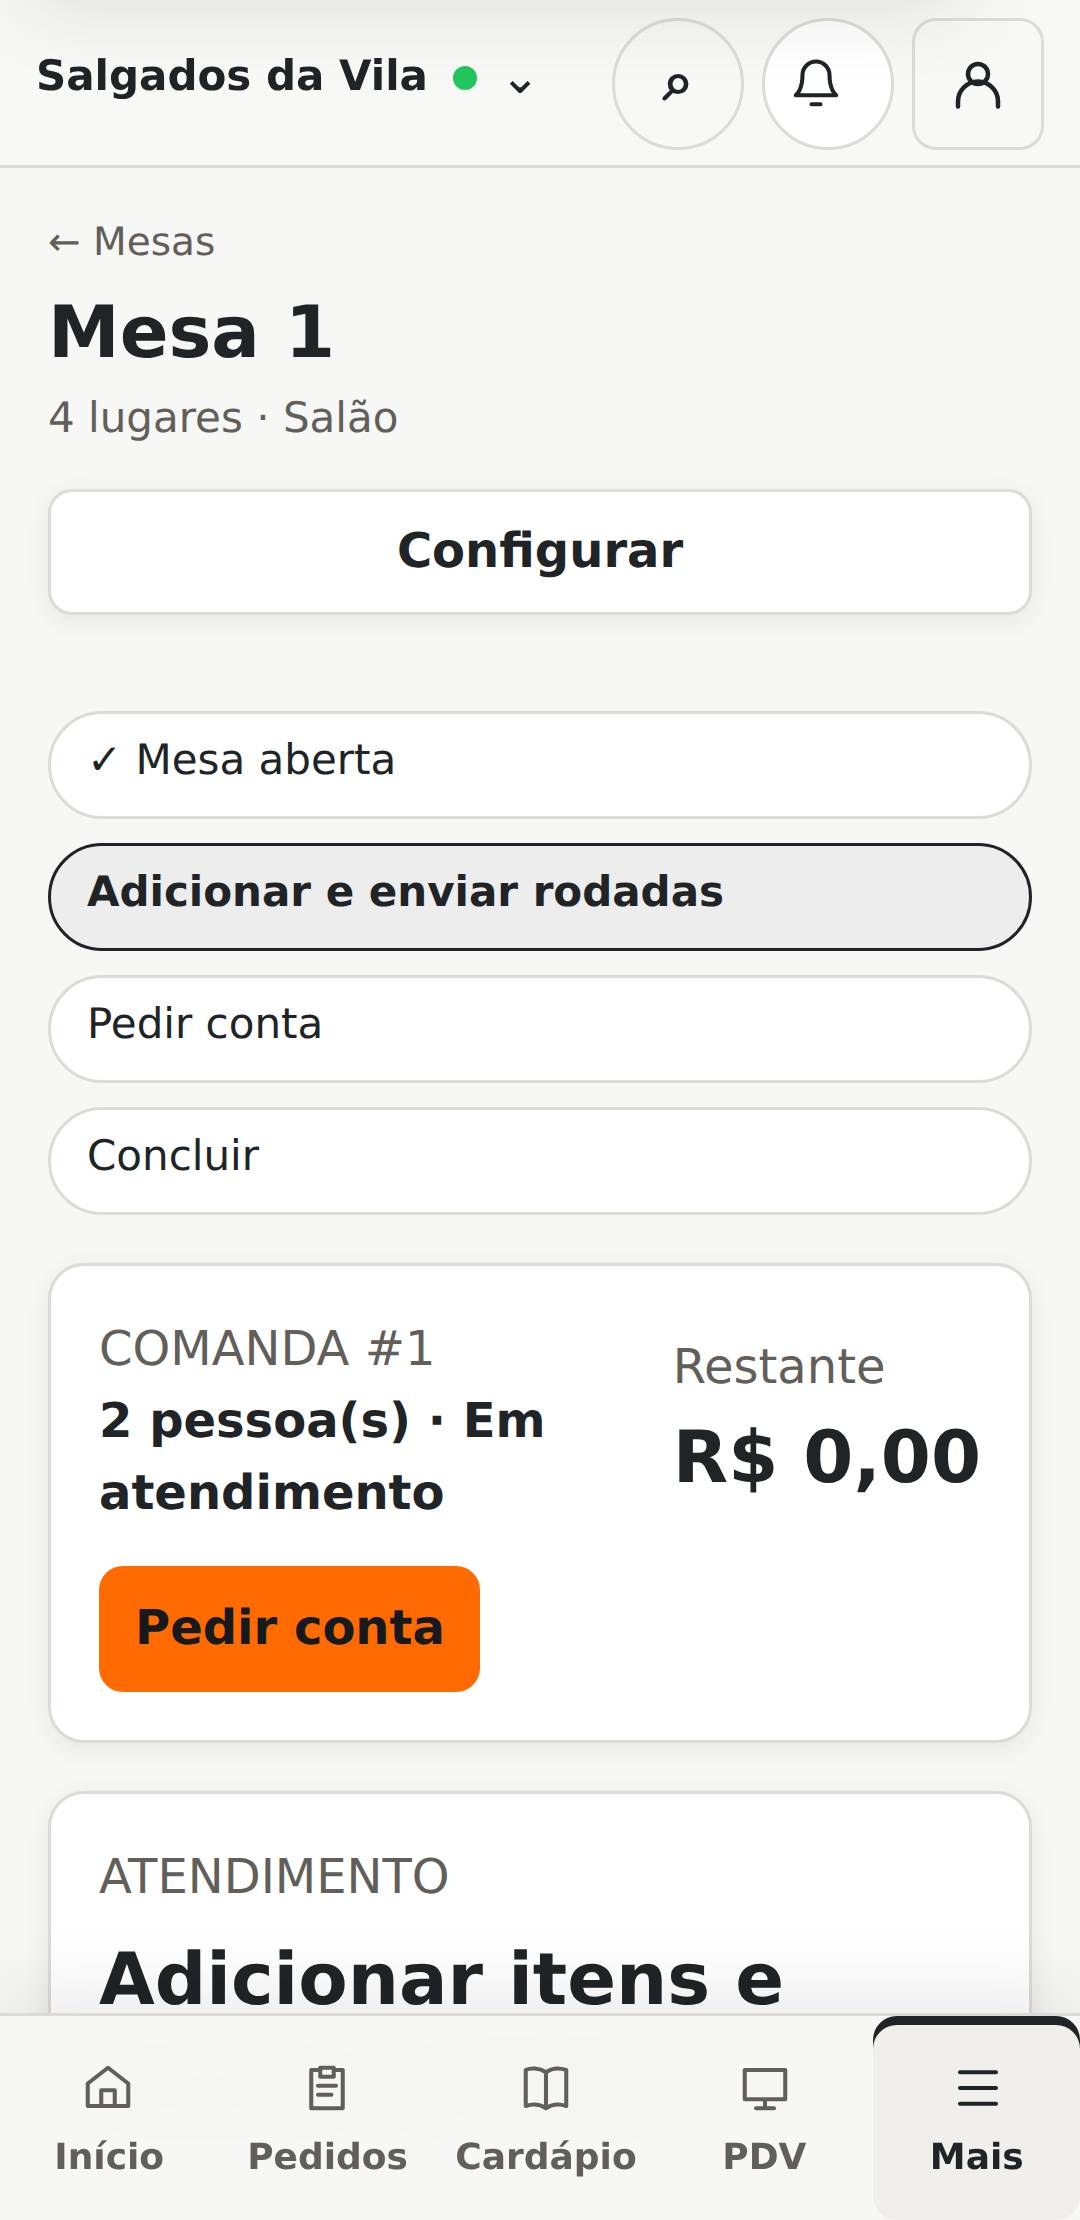 Salgados da Vila
← Mesas
Mesa 1
4 lugares · Salão
Configurar
✓ Mesa aberta
Adicionar e enviar rodadas
Pedir conta
Concluir
COMANDA #1
2 pessoa(s) · Em
atendimento
Restante
R$ 0,00
Pedir conta
ATENDIMENTO
Adicionar itens e
Início
Pedidos
Cardápio
PDV
Mais